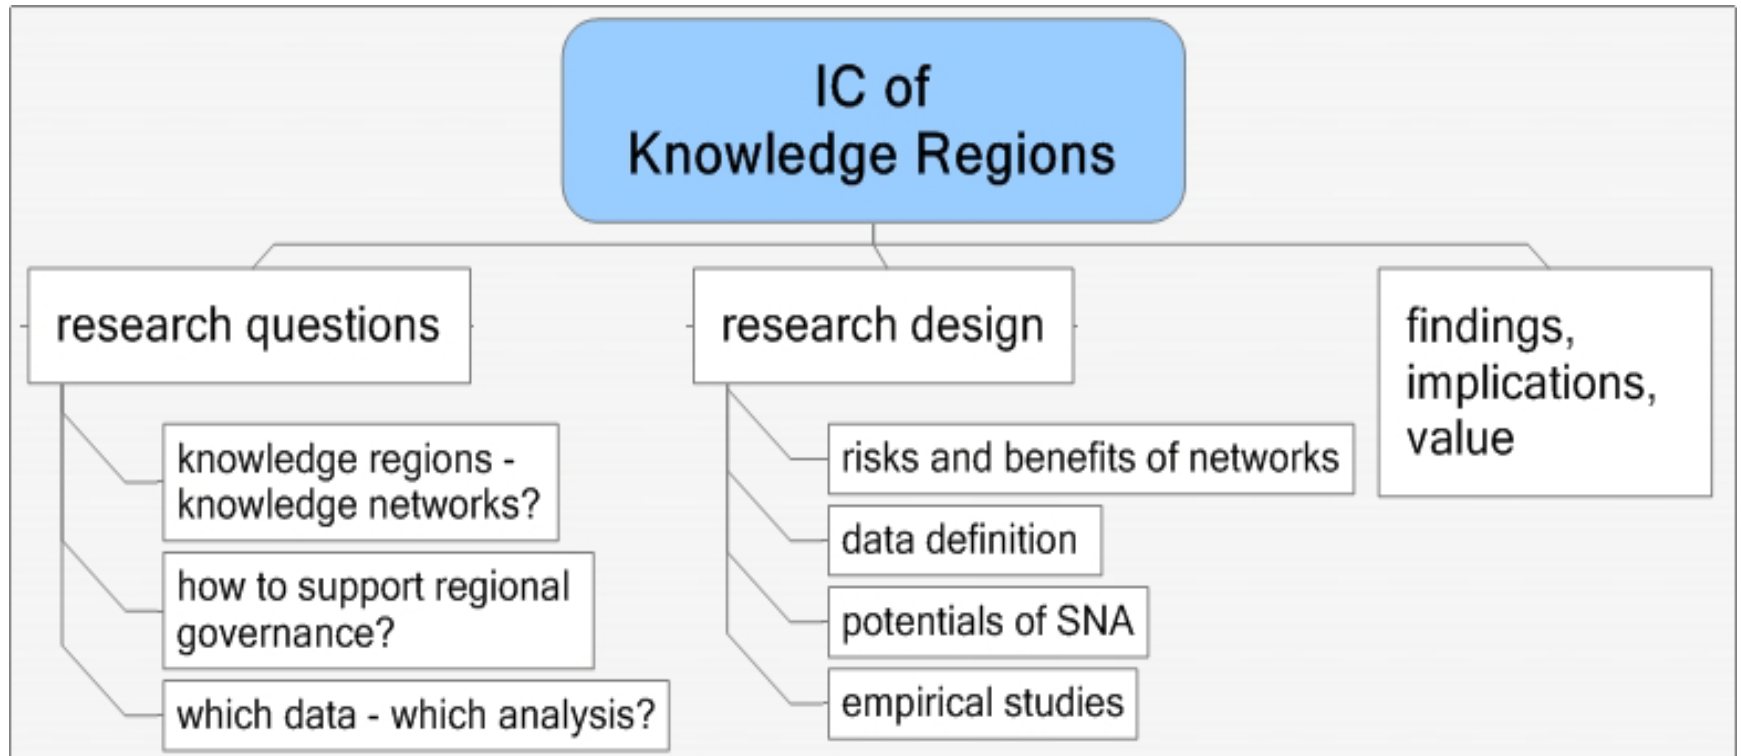 IC of
Knowledge Regions
research questions
knowledge regions -
knowledge networks?
how to support regional
governance?
which data - which analysis?
research design
risks and benefits of networks
data definition
potentials of SNA
empirical studies
findings,
implications,
value